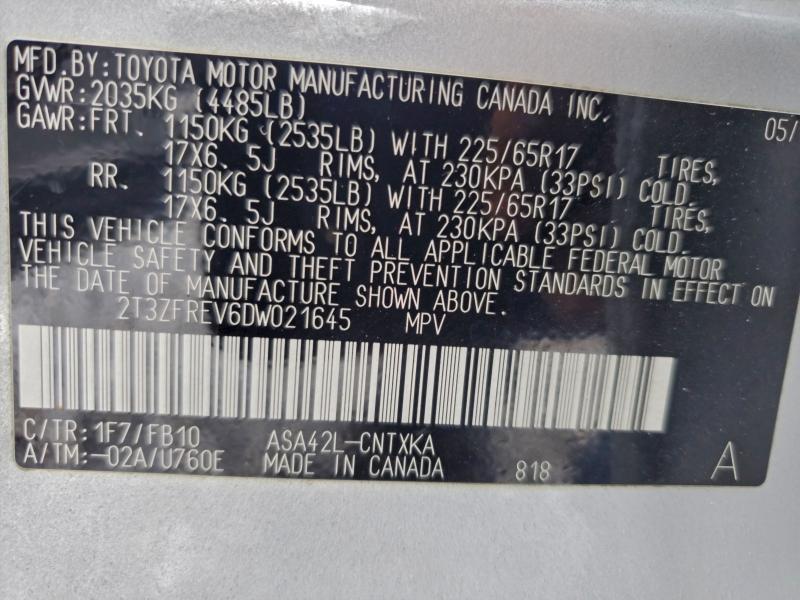 MFD. BY: TOYOTA MOTOR MANUFACTURING CANADA INC.
GVWR: 2035KG (4485LB) 05/
GAWR: FRT. 1150KG (2535LB) WITH 225/65R17 TIRES,
17X6.5J RIMS, AT 230KPA (33PSI) COLD.
RR. 1150KG (2535LB) WITH 225/65R17 TIRES,
17X6.5J RIMS, AT 230KPA (33PSI) COLD.
THIS VEHICLE CONFORMS TO ALL APPLICABLE FEDERAL MOTOR
VEHICLE SAFETY AND THEFT PREVENTION STANDARDS IN EFFECT ON
THE DATE OF MANUFACTURE SHOWN ABOVE.
2T3ZFREV6DW021645 MPV
C/TR: 1F7/FB10 ASA42L-CNTXKA
A/TM: -02A/U760E MADE IN CANADA 818 A